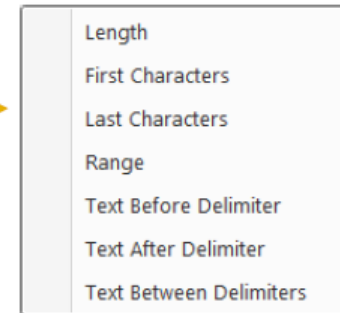 Length
First Characters
Last Characters
Range
Text Before Delimiter
Text After Delimiter
Text Between Delimiters